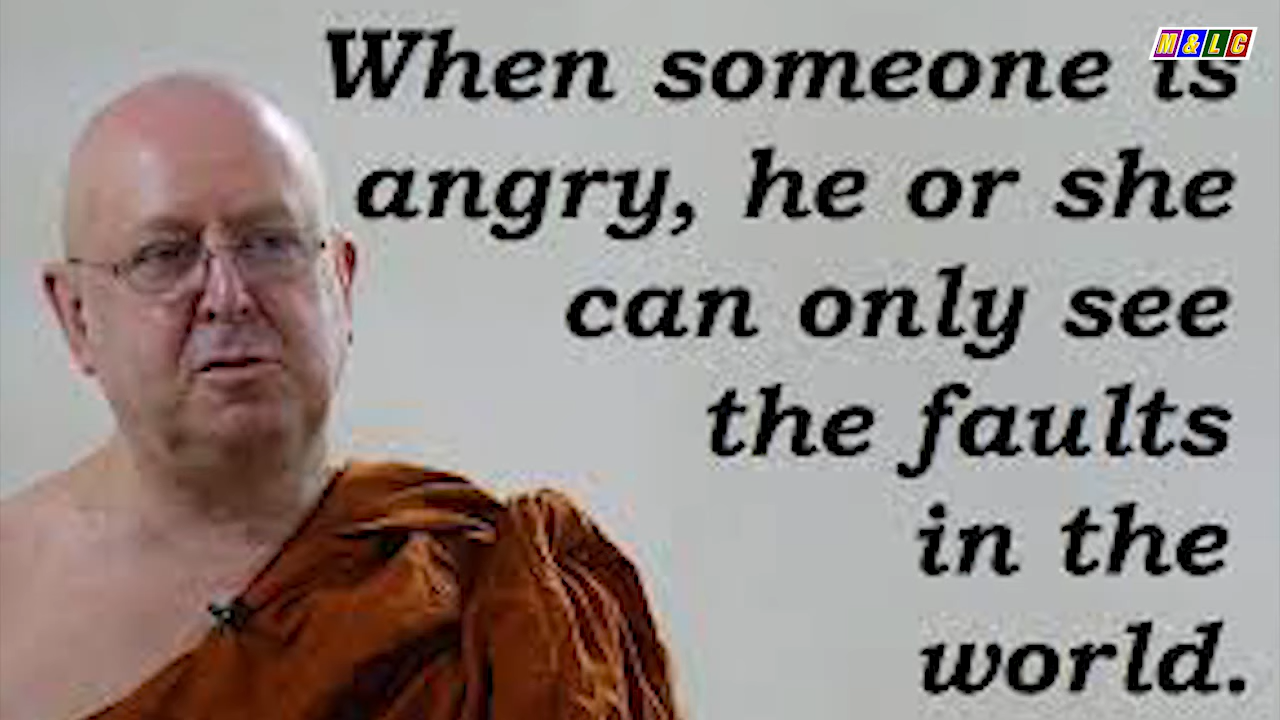 M&LC
When someone is
angry, he or she
can only see
the faults
in the
world.